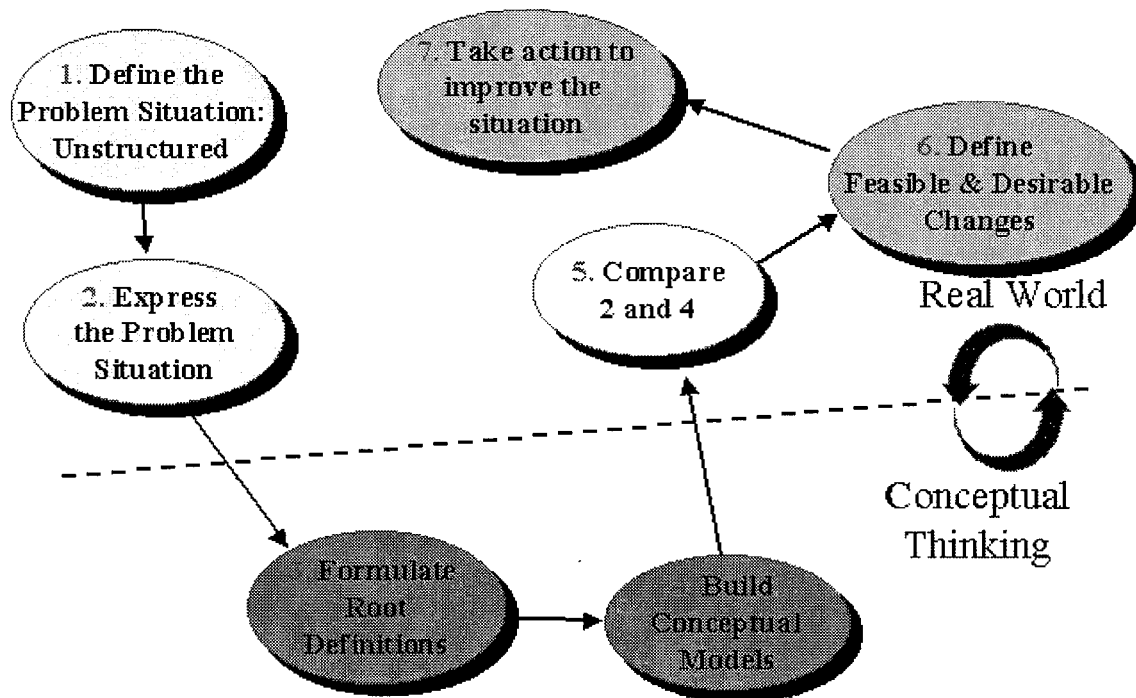 1. Define the
Problem Situation:
Unstructured
2. Express
the Problem
Situation
Formulate
Root
Definitions
Build
Conceptual
Models
5. Compare
2 and 4
6. Define
Feasible & Desirable
Changes
7. Take action to
improve the
situation
Real World
Conceptual
Thinking